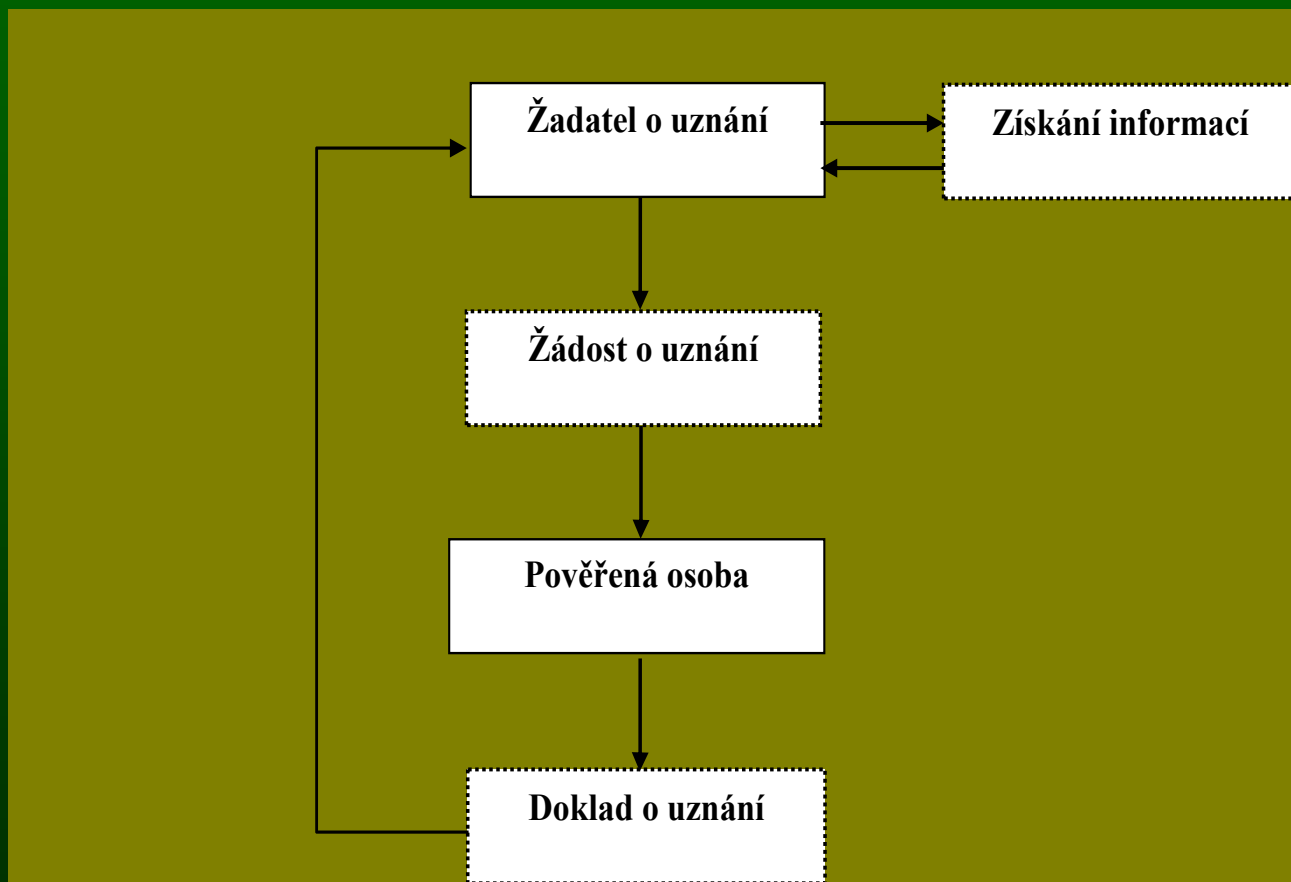 Žadatel o uznání
Získání informací
Žádost o uznání
Pověřená osoba
Doklad o uznání